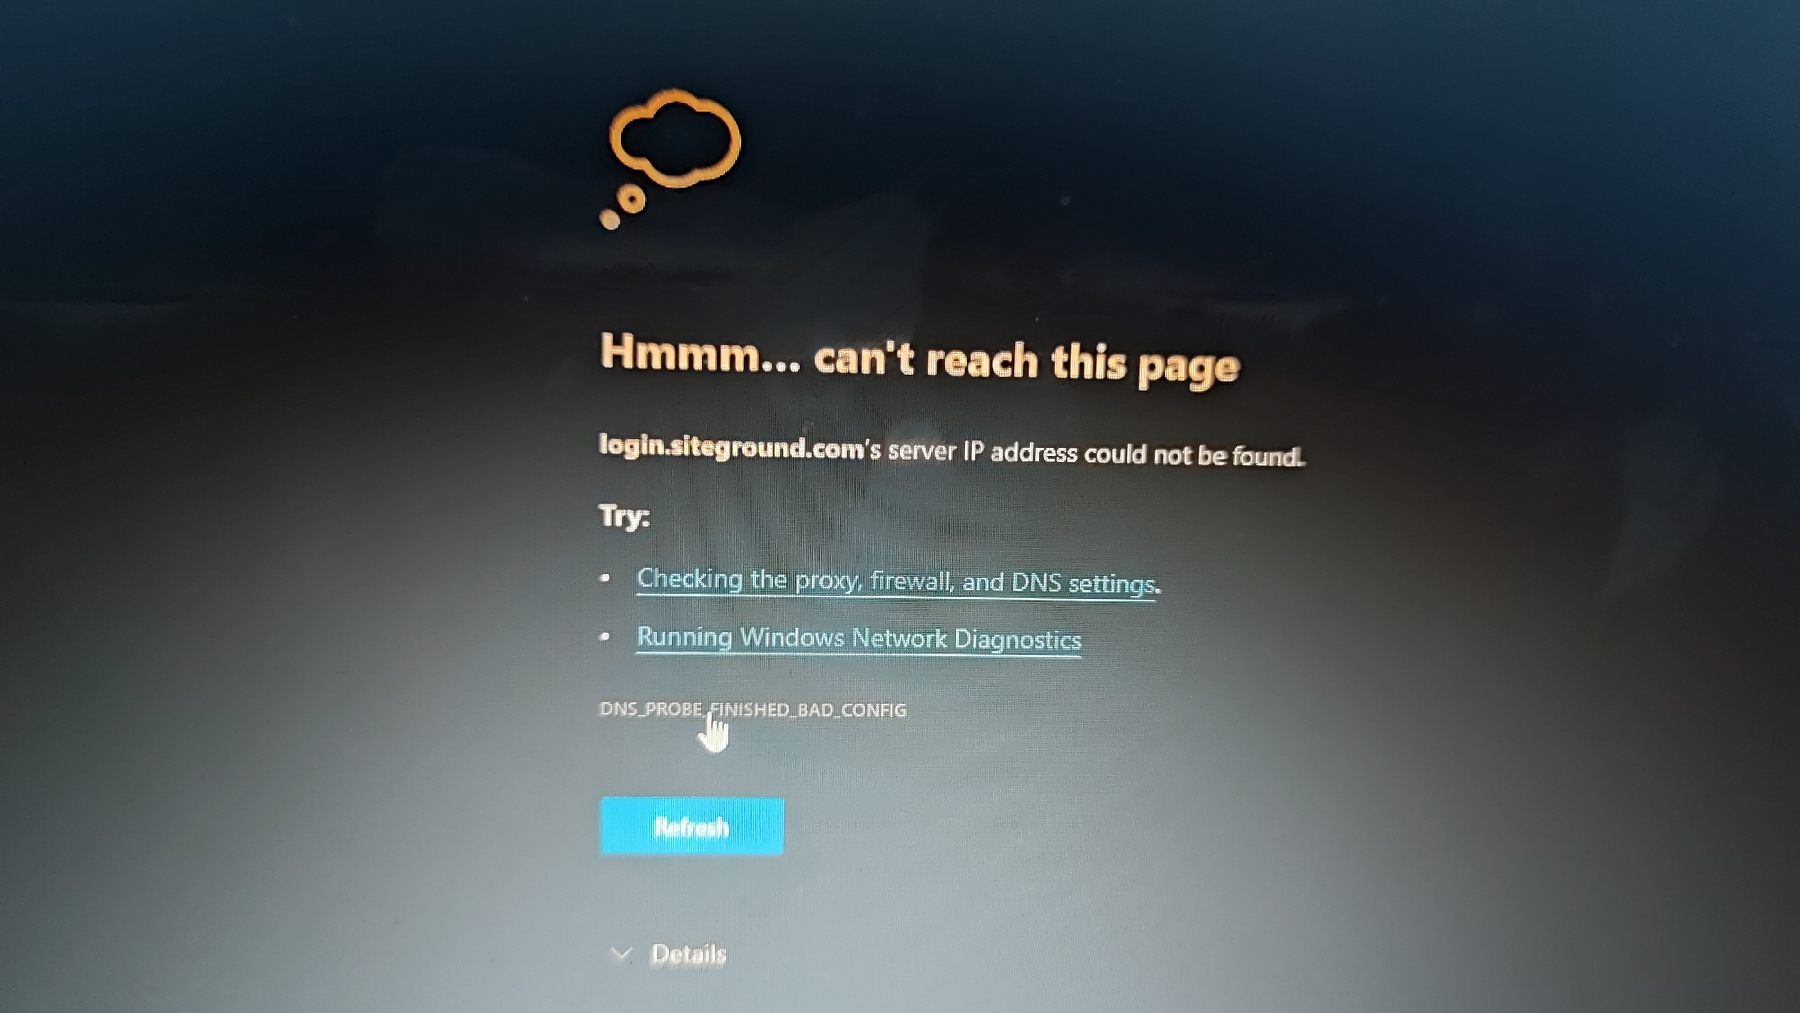 Hmmm... can't reach this page
login.siteground.com's server IP address could not be found.
Try:
• Checking the proxy, firewall, and DNS settings.
• Running Windows Network Diagnostics
DNS_PROBE_FINISHED_BAD_CONFIG
Refresh
Details